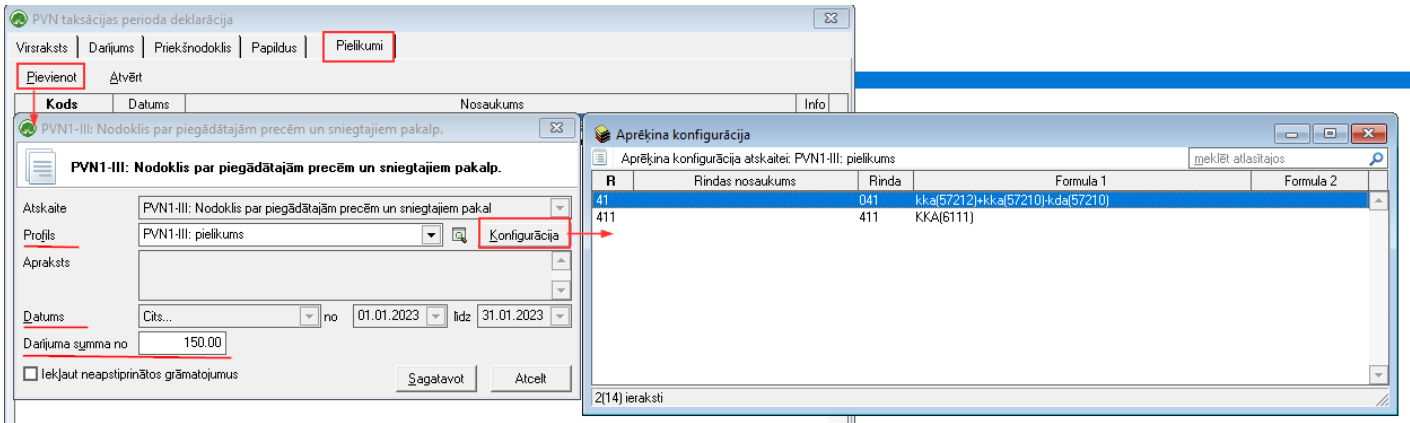 PVN taksācijas perioda deklarācija
Virsraksts Darījums Priekšnodoklis Papildus Pielikumi
Pievienot Atvērt
Kods Datums Nosaukums Info
PVN1-III: Nodoklis par piegādātajām precēm un sniegtajiem pakalp.
PVN1-III: Nodoklis par piegādātajām precēm un sniegtajiem pakalp.
Atskaite PVN1-III: Nodoklis par piegādātajām precēm un sniegtajiem pakal
Profils PVN1-III: pielikums Konfigurācija
Apraksts
Datums Cits... no 01.01.2023 līdz 31.01.2023
Darījuma summa no 150.00
Iekļaut neapstiprinātos grāmatojumus
Sagatavot Atcelt
Aprēķina konfigurācija
Aprēķina konfigurācija atskaitei: PVN1-III: pielikums meklēt atlasītajos
R Rindas nosaukums Rinda Formula 1 Formula 2
41 041 kka(57212)+kka(57210)-kda(57210)
411 411 KKA(6111)
2(14) ieraksti